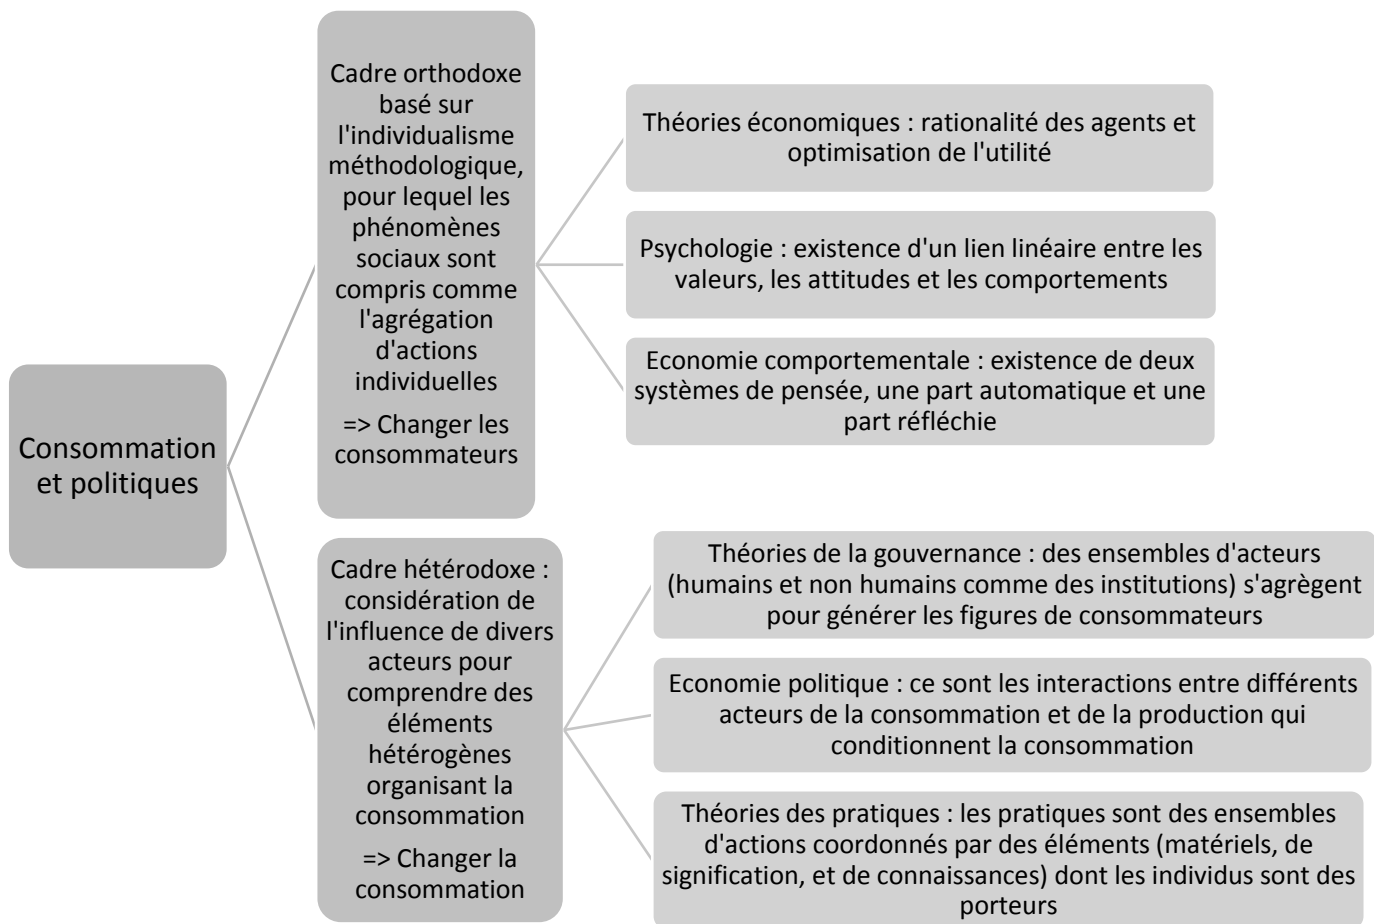 Consommation
et politiques
Cadre orthodoxe
basé sur
l'individualisme
méthodologique,
pour lequel les
phénomènes
sociaux sont
compris comme
l'agrégation
d'actions
individuelles
=> Changer les
consommateurs
Théories économiques : rationalité des agents et
optimisation de l'utilité
Psychologie : existence d'un lien linéaire entre les
valeurs, les attitudes et les comportements
Economie comportementale : existence de deux
systèmes de pensée, une part automatique et une
part réfléchie
Cadre hétérodoxe :
considération de
l'influence de divers
acteurs pour
comprendre des
éléments
hétérogènes
organisant la
consommation
=> Changer la
consommation
Théories de la gouvernance : des ensembles d'acteurs
(humains et non humains comme des institutions) s'agrègent
pour générer les figures de consommateurs
Economie politique : ce sont les interactions entre différents
acteurs de la consommation et de la production qui
conditionnent la consommation
Théories des pratiques : les pratiques sont des ensembles
d'actions coordonnés par des éléments (matériels, de
signification, et de connaissances) dont les individus sont des
porteurs